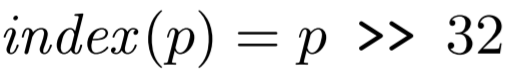 index(p) = p >> 32